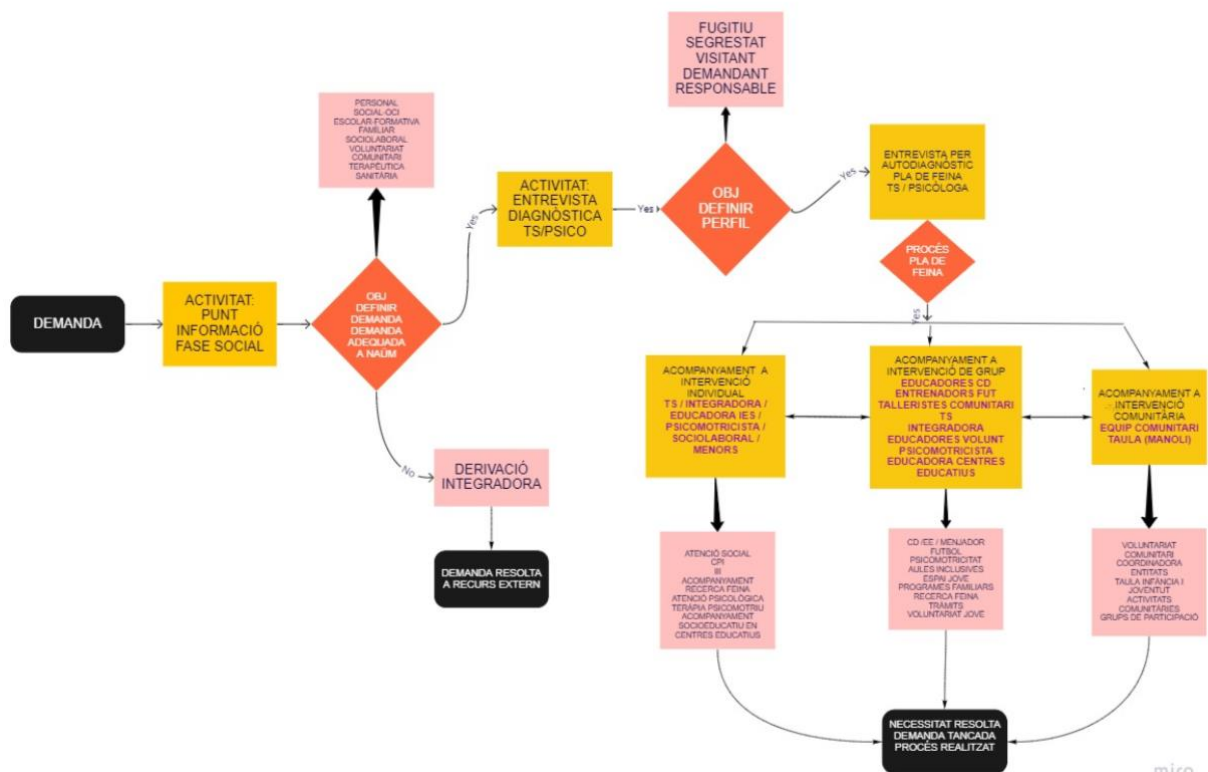 FUGITIU
SEGRESTAT
VISITANT
DEMANDANT
RESPONSABLE
PERSONAL
SOCIAL-OCI
ESCOLAR-FORMATIVA
FAMÍLIAR
SOCIOLABORAL
VOLUNTARIAT
COMUNITARI
TERAPÈUTICA
SANITÀRIA
ENTREVISTA PER
AUTODIAGNÒSTIC
PLA DE FEINA
TS / PSICÒLOGA
Yes
ACTIVITAT:
ENTREVISTA
DIAGNÒSTICA
TS/PSICO
Yes
OBJ
DEFINIR
PERFIL
Yes
PROCÉS
PLA DE
FEINA
DEMANDA
ACTIVITAT:
PUNT
INFORMACIÓ
FASE SOCIAL
OBJ
DEFINIR
DEMANDA
DEMANDA
ADEQUADA
A NAÜM
Yes
ACOMPANYAMENT A
INTERVENCIÓ
INDIVIDUAL
TS / INTEGRADORA /
EDUCADORA IES /
PSICOMOTRICISTA /
SOCIOLABORAL /
MENORS
ACOMPANYAMENT A
INTERVENCIÓ DE GRUP
EDUCADORES CD
ENTRENADORS FUT
TALLERISTES COMUNITARI
TS
INTEGRADORA
EDUCADORES VOLUNT
PSICOMOTRICISTA
EDUCADORA CENTRES
EDUCATIUS
ACOMPANYAMENT A
INTERVENCIÓ
COMUNITÀRIA
EQUIP COMUNITARI
TAULA (MANOLI)
No
DERIVACIÓ
INTEGRADORA
DEMANDA RESOLTA
A RECURS EXTERN
ATENCIÓ SOCIAL
CPI
III
ACOMPANYAMENT
RECERCA FEINA
ATENCIÓ PSICOLÒGICA
TERÀPIA PSICOMOTRIU
ACOMPANYAMENT
SOCIOEDUCATIU EN
CENTRES EDUCATIUS
CD /EE / MENJADOR
FUTBOL
PSICOMOTRICITAT
AULES INCLUSIVES
ESPAI JOVE
PROGRAMES FAMILIARS
RECERCA FEINA
TRÀMITS
VOLUNTARIAT JOVE
VOLUNTARIAT
COMUNITARI
COORDINADORA
ENTITATS
TAULA INFÀNCIA I
JOVENTUT
ACTIVITATS
COMUNITÀRIES
GRUPS DE PARTICIPACIÓ
NECESSITAT RESOLTA
DEMANDA TANCADA
PROCÉS REALITZAT
miro